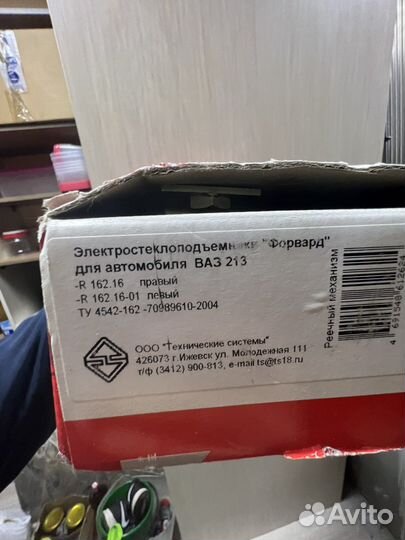 Электростеклоподъемники "Форвард"
для автомобиля ВАЗ 213
-R 162.16 правый
-R 162.16-01 левый
ТУ 4542-162 -70989610-2004
ООО "Технические системы"
426073 г.Ижевск ул. Молодежная 111
т/ф (3412) 900-813, e-mail ts@ts18.ru
Реечный механизм
Avito